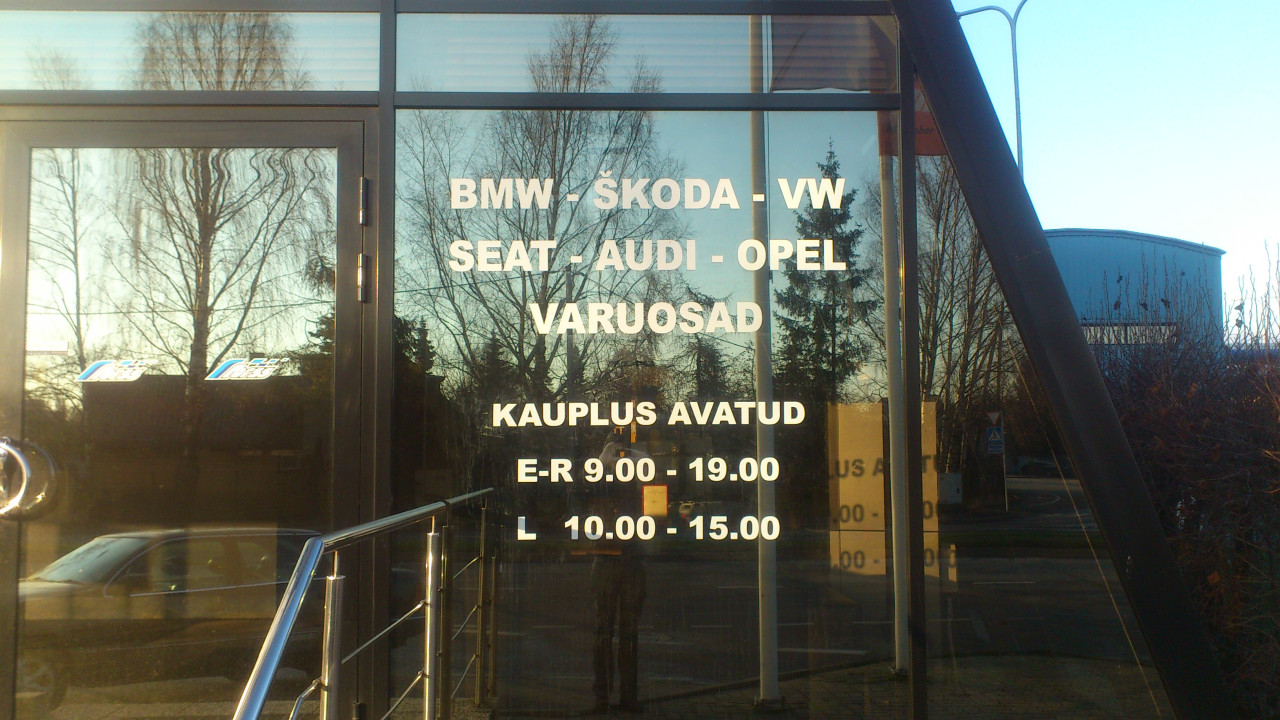 BMW - ŠKODA - VW
SEAT - AUDI - OPEL
VARUOSAD
KAUPLUS AVATUD
E-R 9.00 - 19.00
L 10.00 - 15.00